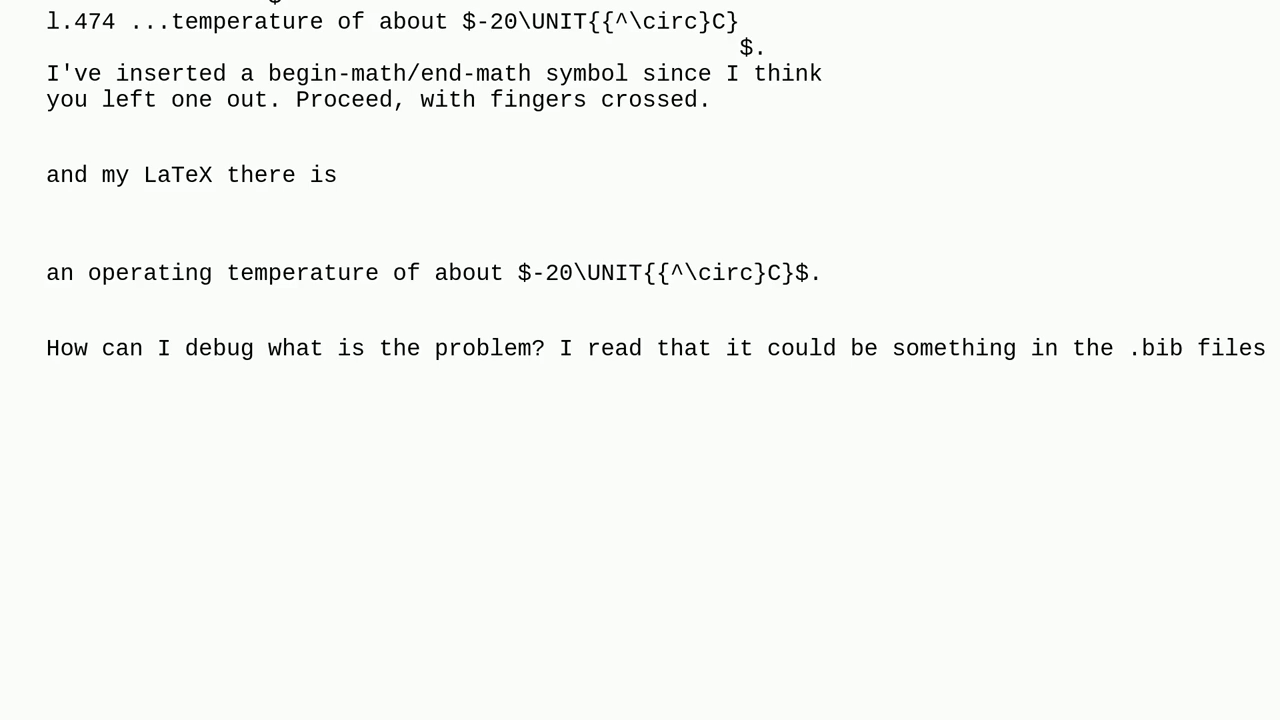 $
l.474 ...temperature of about $-20\UNIT{{^\circ}C}
$.
I've inserted a begin-math/end-math symbol since I think
you left one out. Proceed, with fingers crossed.
and my LaTeX there is
an operating temperature of about $-20\UNIT{{^\circ}C}$.
How can I debug what is the problem? I read that it could be something in the .bib files